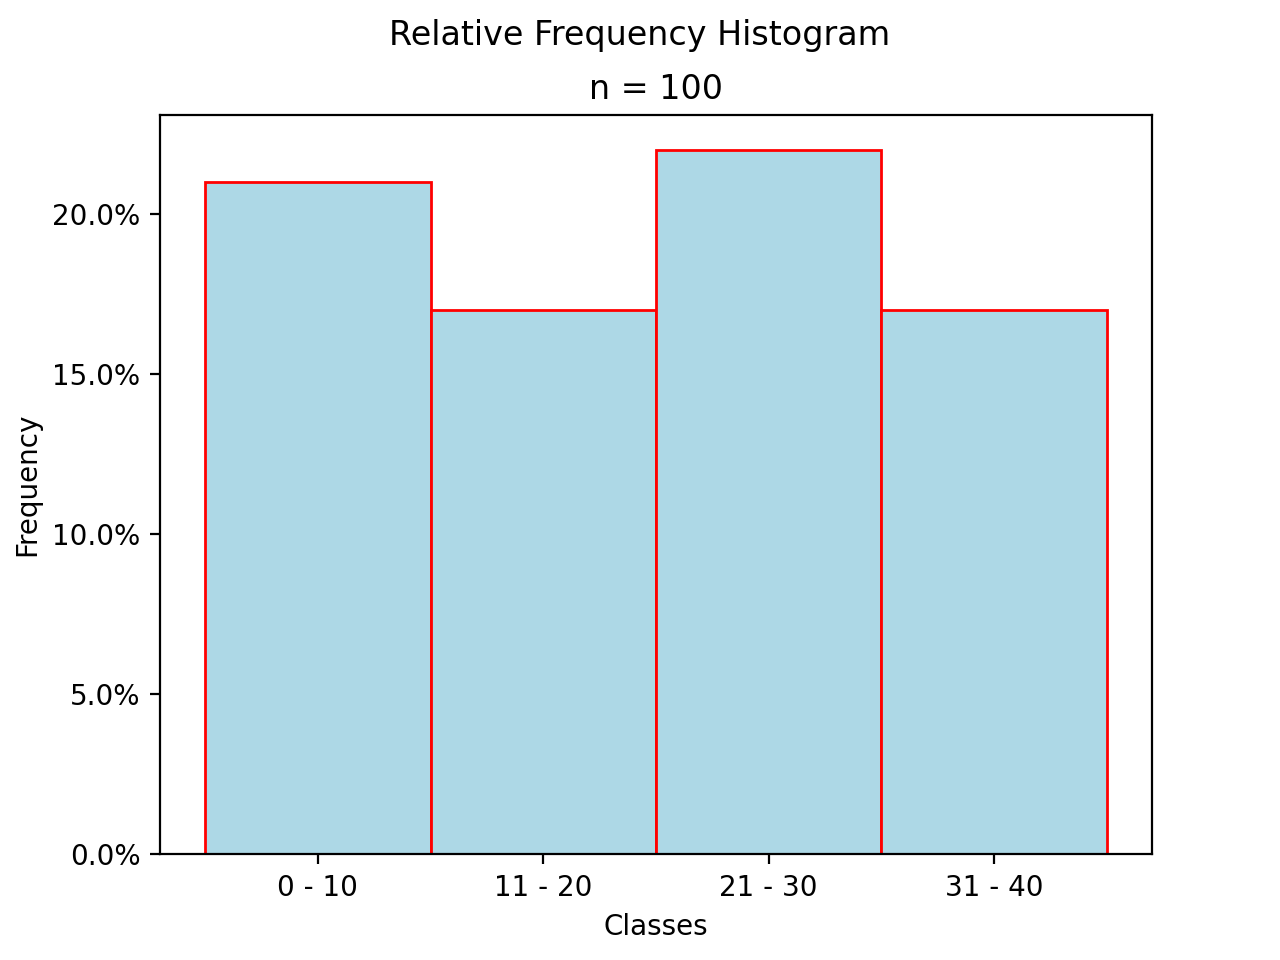 Relative Frequency Histogram
n = 100
20.0%
15.0%
10.0%
5.0%
0.0%
Frequency
0 - 10
11 - 20
21 - 30
31 - 40
Classes